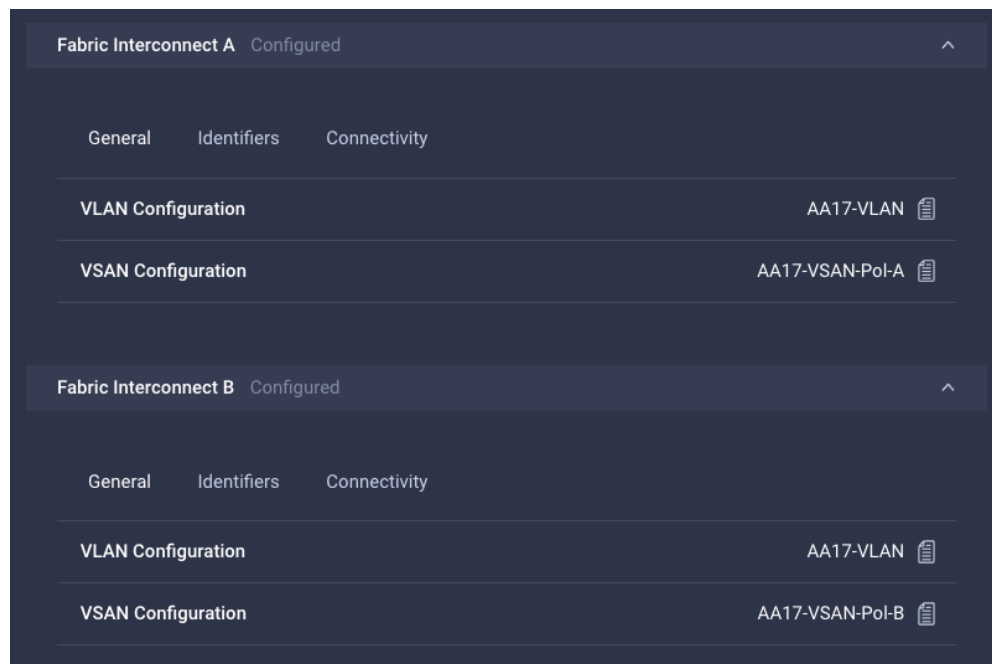 Fabric Interconnect A Configured
General Identifiers Connectivity
VLAN Configuration AA17-VLAN
VSAN Configuration AA17-VSAN-Pol-A
Fabric Interconnect B Configured
General Identifiers Connectivity
VLAN Configuration AA17-VLAN
VSAN Configuration AA17-VSAN-Pol-B